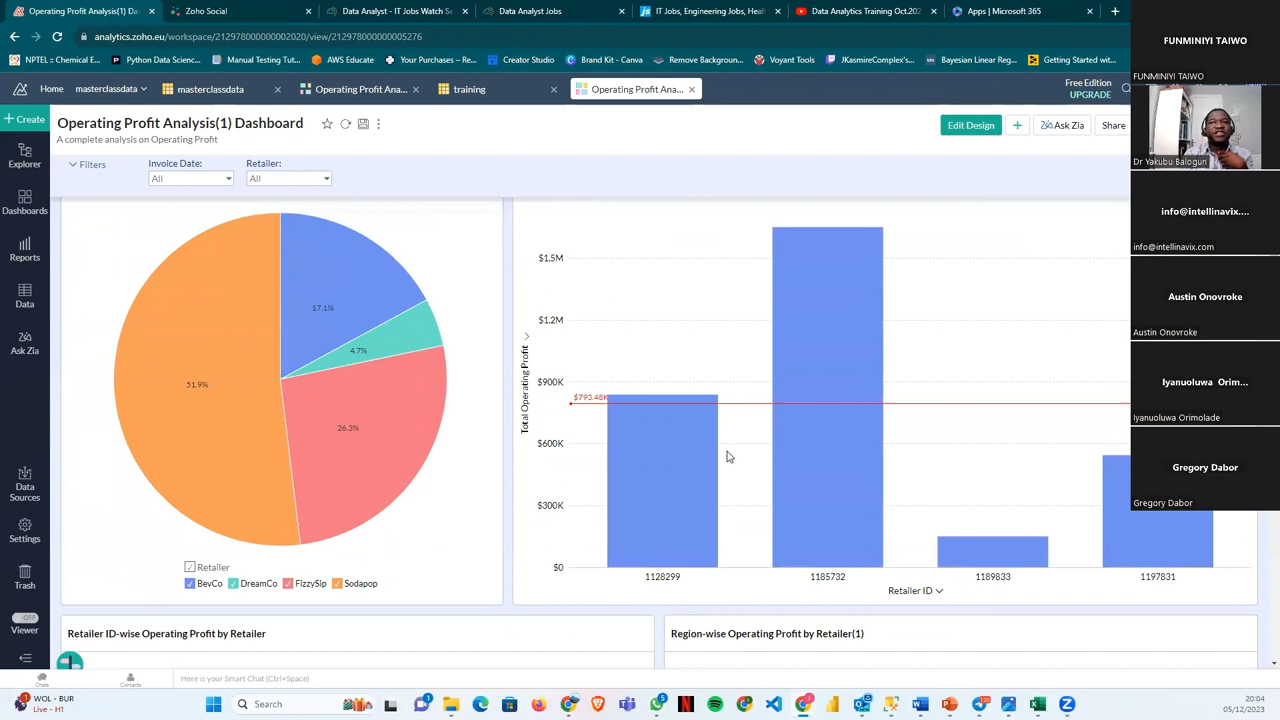 Operating Profit Analysis(1) Das
Zoho Social
Data Analyst - IT Jobs Watch Se
Data Analyst Jobs
IT Jobs, Engineering Jobs, Heal
Data Analytics Training Oct.202
Apps | Microsoft 365
analytics.zoho.eu/workspace/212978000000002020/view/212978000000005276
NPTEL :: Chemical E...
Python Data Scienc...
Manual Testing Tut...
AWS Educate
Your Purchases – C...
Creator Studio
Brand Kit - Canva
Remove Backgroun...
Voyant Tools
JKasmireComplex's...
Bayesian Linear Reg...
Getting Started wit...
Home
masterclassdata
masterclassdata
Operating Profit Ana...
training
Operating Profit Ana...
Free Edition
UPGRADE
Create
Explorer
Dashboards
Reports
Data
Ask Zia
Data
Sources
Settings
Trash
OFF
Viewer
Operating Profit Analysis(1) Dashboard
A complete analysis on Operating Profit
Edit Design
Ask Zia
Share
Filters
Invoice Date:
All
Retailer:
All
17.1%
4.7%
26.3%
51.9%
Retailer
BevCo
DreamCo
FizzySip
Sodapop
Total Operating Profit
$1.5M
$1.2M
$900K
$793.48K
$600K
$300K
$0
1128299
1185732
1189833
1197831
Retailer ID
Retailer ID-wise Operating Profit by Retailer
Region-wise Operating Profit by Retailer(1)
Chats
Contacts
Here is your Smart Chat (Ctrl+Space)
FUNMINIYI TAIWO
FUNMINIYI TAIWO
Dr Yakubu Balogun
info@intellinavix....
info@intellinavix.com
Austin Onovroke
Austin Onovroke
Iyanuoluwa Orim...
Iyanuoluwa Orimolade
Gregory Dabor
Gregory Dabor
1
WOL - BUR
Live - H1
Search
20:04
05/12/2023